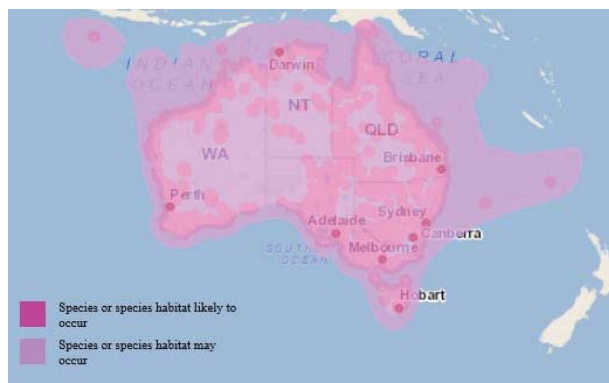 INDIAN
OCEAN
Darwin
CORAL
SEA
NT
QLD
WA
Brisbane
Perth
Adelaide
Sydney
Canberra
SOUTHERN
OCEAN
Melbourne
Hobart
Species or species habitat likely to
occur
Species or species habitat may
occur